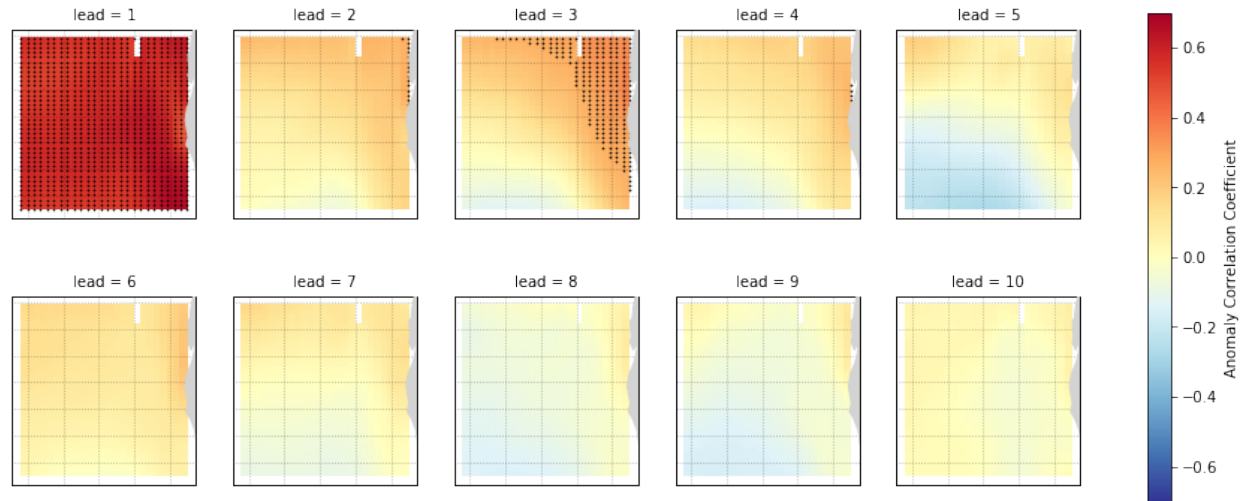 lead = 1
lead = 2
lead = 3
lead = 4
lead = 5
lead = 6
lead = 7
lead = 8
lead = 9
lead = 10
0.6
0.4
0.2
0.0
−0.2
−0.4
−0.6
Anomaly Correlation Coefficient